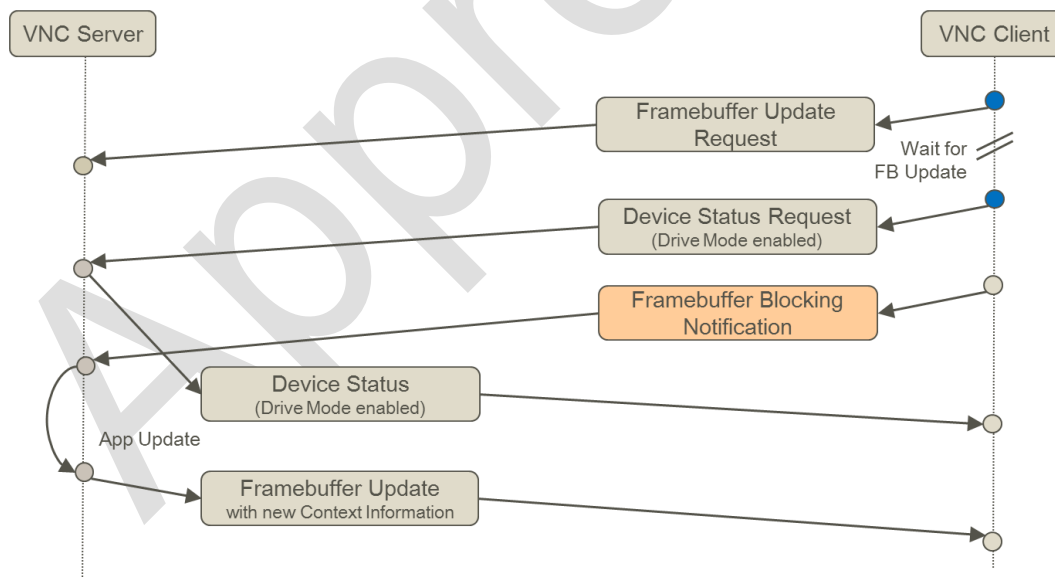 VNC Server
VNC Client
Framebuffer Update
Request
Wait for
FB Update
Device Status Request
(Drive Mode enabled)
Framebuffer Blocking
Notification
Device Status
(Drive Mode enabled)
App Update
Framebuffer Update
with new Context Information